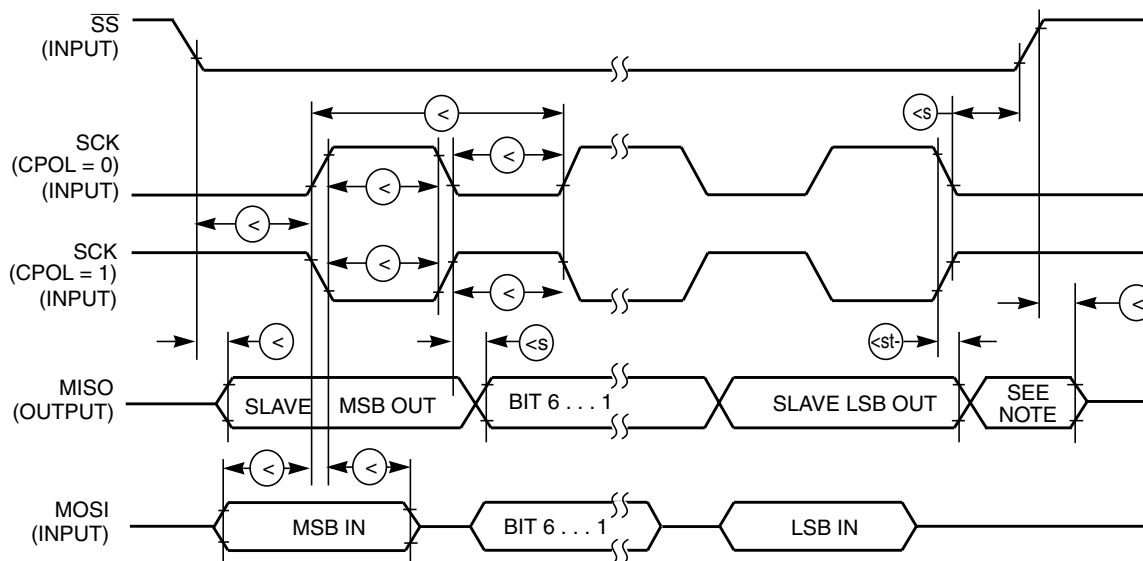 SS
(INPUT)
<
<s
SCK
(CPOL = 0)
(INPUT)
<
<
<
SCK
(CPOL = 1)
(INPUT)
<
<
<
<
<s
<st-
MISO
(OUTPUT)
SLAVE MSB OUT
BIT 6 . . . 1
SLAVE LSB OUT
SEE
NOTE
<
<
MOSI
(INPUT)
MSB IN
BIT 6 . . . 1
LSB IN